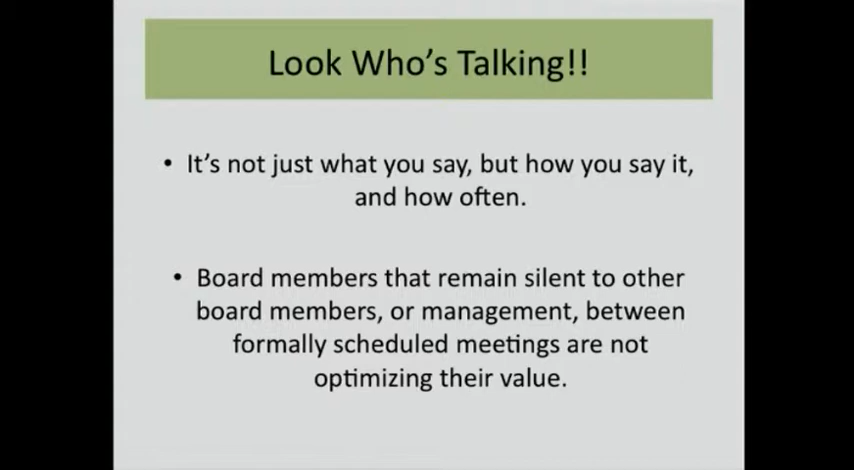 Look Who's Talking!!
• It's not just what you say, but how you say it,
and how often.
• Board members that remain silent to other
board members, or management, between
formally scheduled meetings are not
optimizing their value.